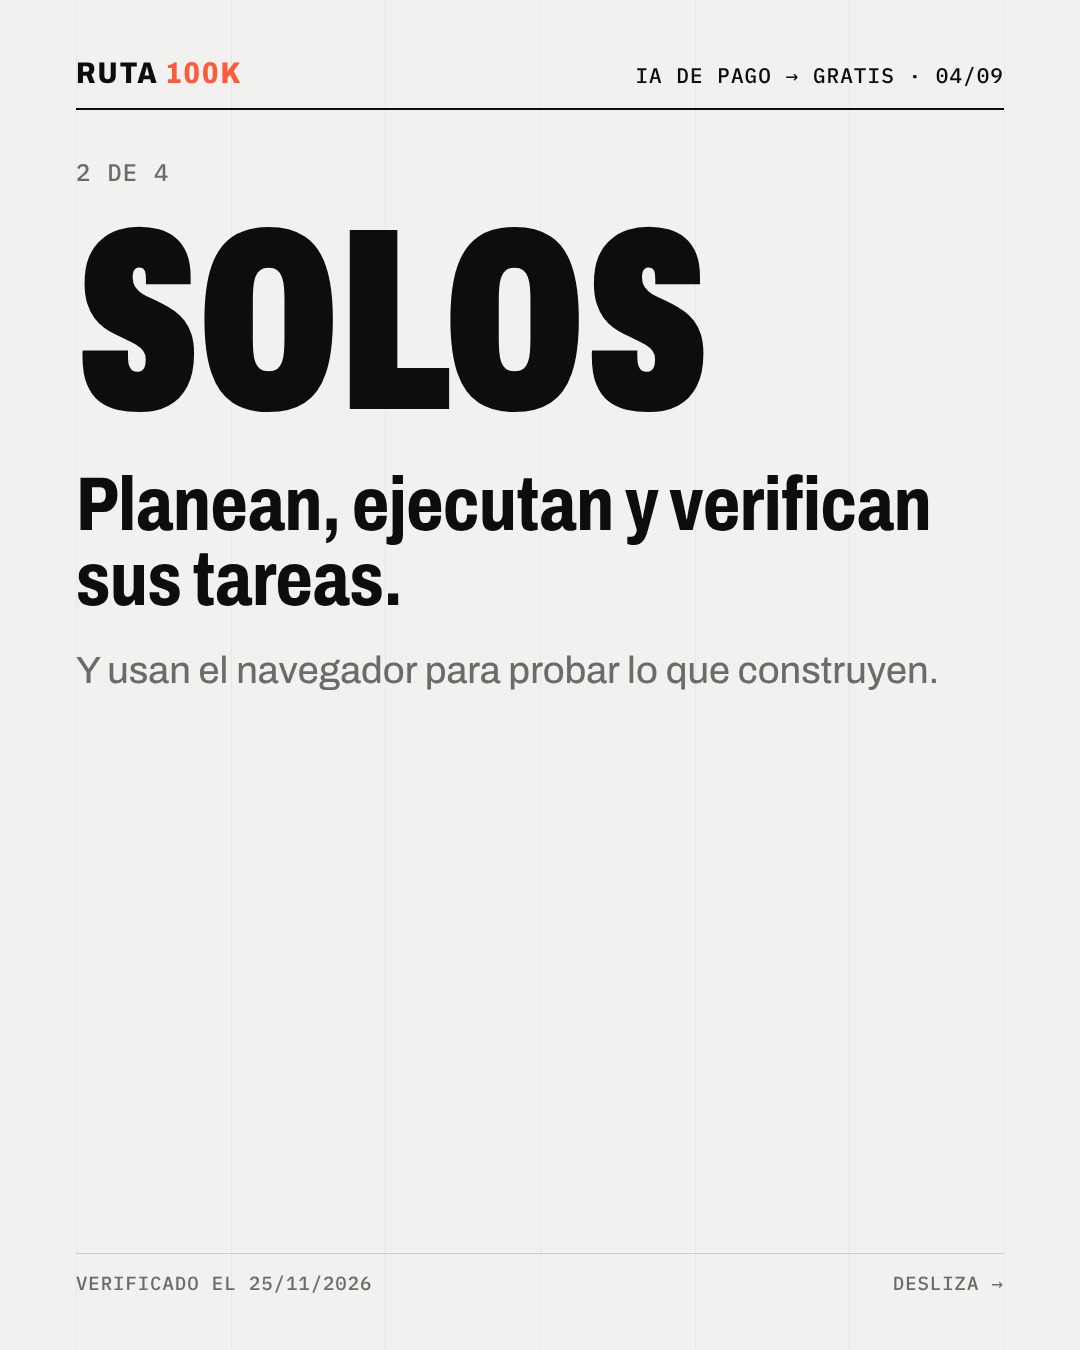 RUTA 100K
IA DE PAGO → GRATIS · 04/09
2 DE 4
SOLOS
Planean, ejecutan y verifican
sus tareas.
Y usan el navegador para probar lo que construyen.
VERIFICADO EL 25/11/2026
DESLIZA →